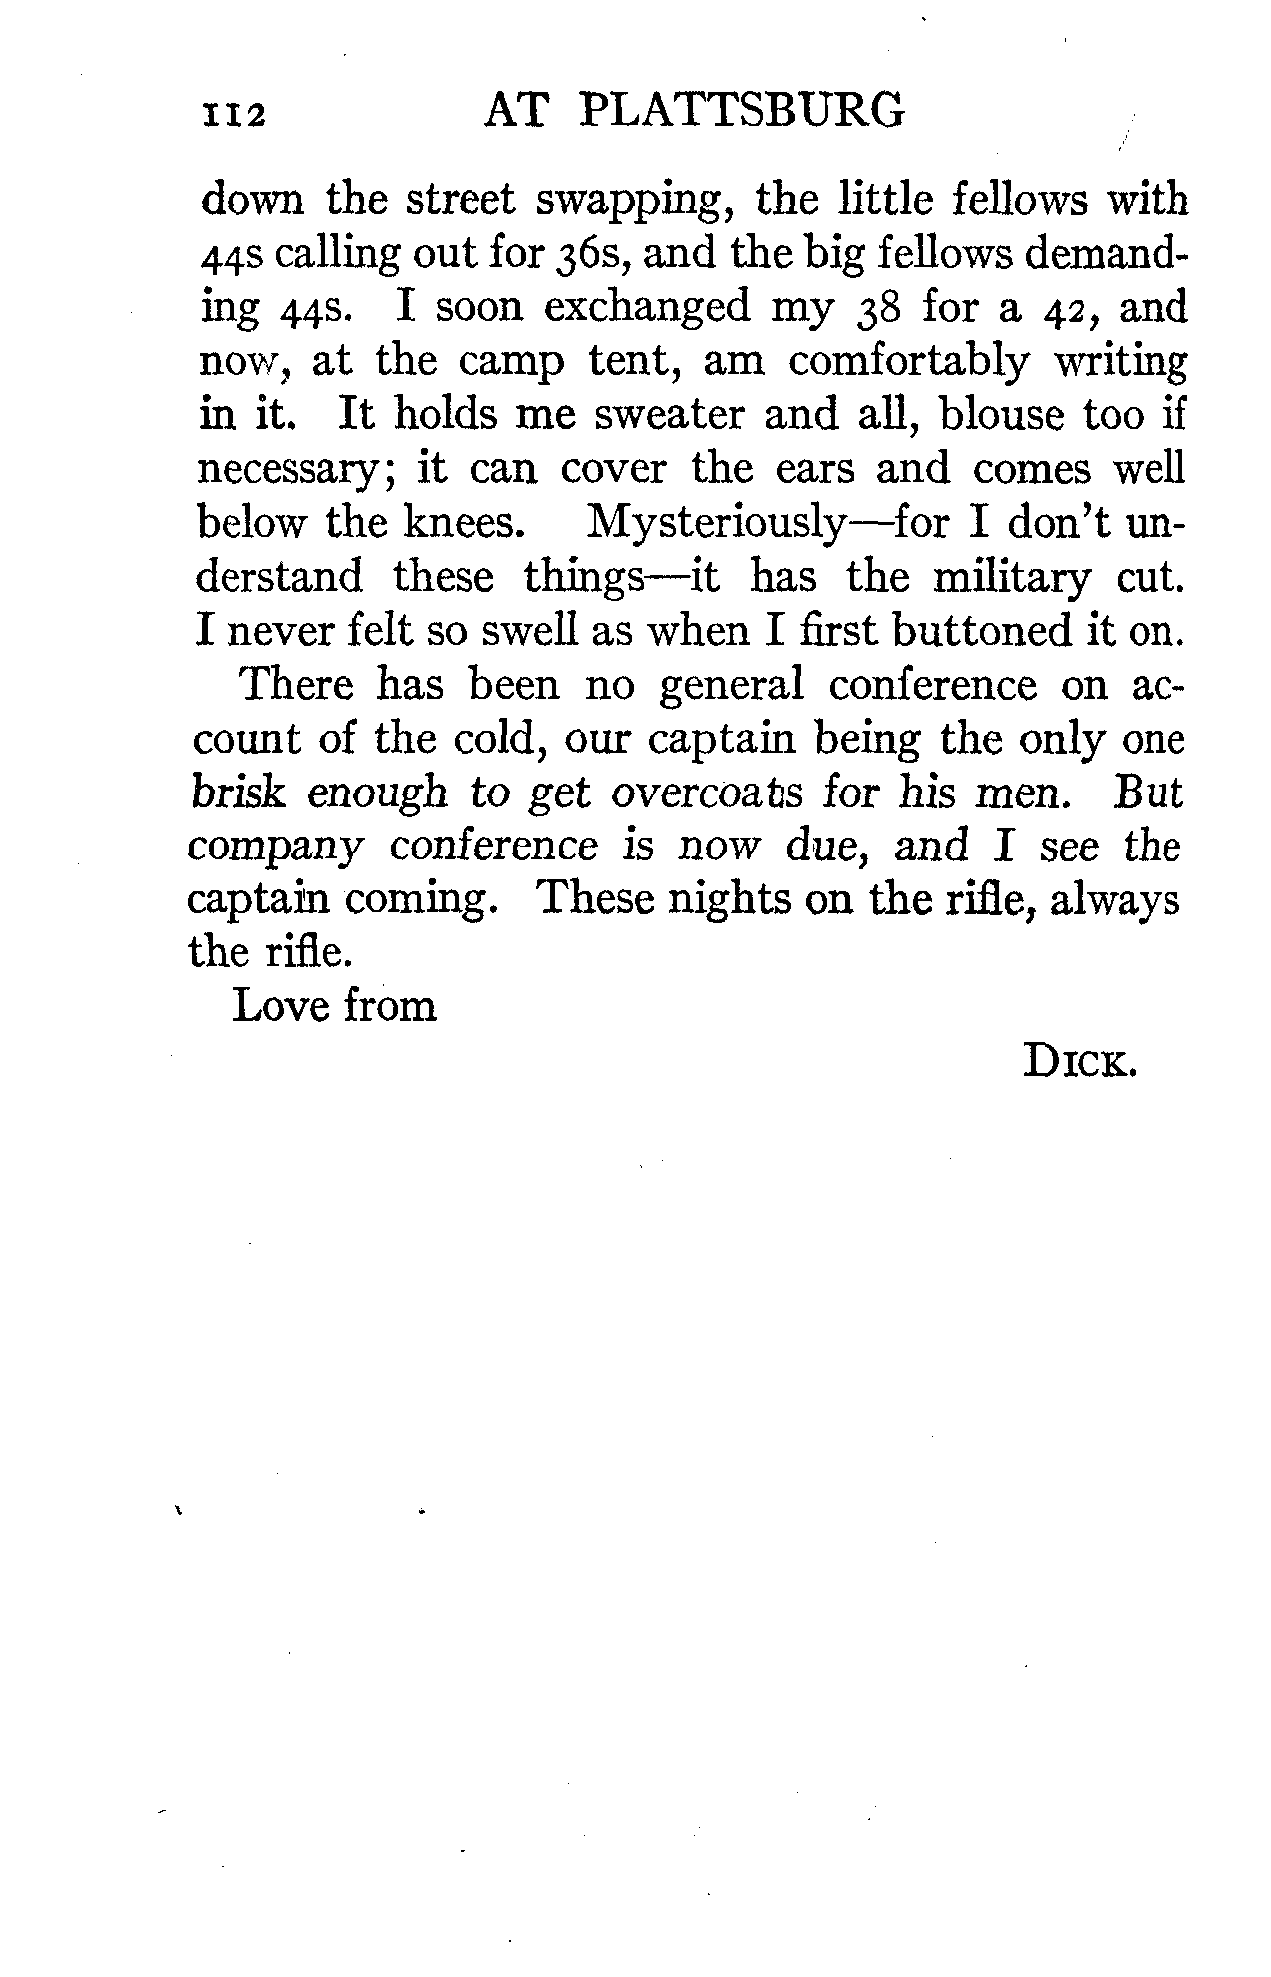 112 AT PLATTSBURG
down the street swapping, the little fellows with
44s calling out for 36s, and the big fellows demand-
ing 44s. I soon exchanged my 38 for a 42, and
now, at the camp tent, am comfortably writing
in it. It holds me sweater and all, blouse too if
necessary; it can cover the ears and comes well
below the knees. Mysteriously—for I don't un-
derstand these things—it has the military cut.
I never felt so swell as when I first buttoned it on.
There has been no general conference on ac-
count of the cold, our captain being the only one
brisk enough to get overcoats for his men. But
company conference is now due, and I see the
captain coming. These nights on the rifle, always
the rifle.
Love from
DICK.